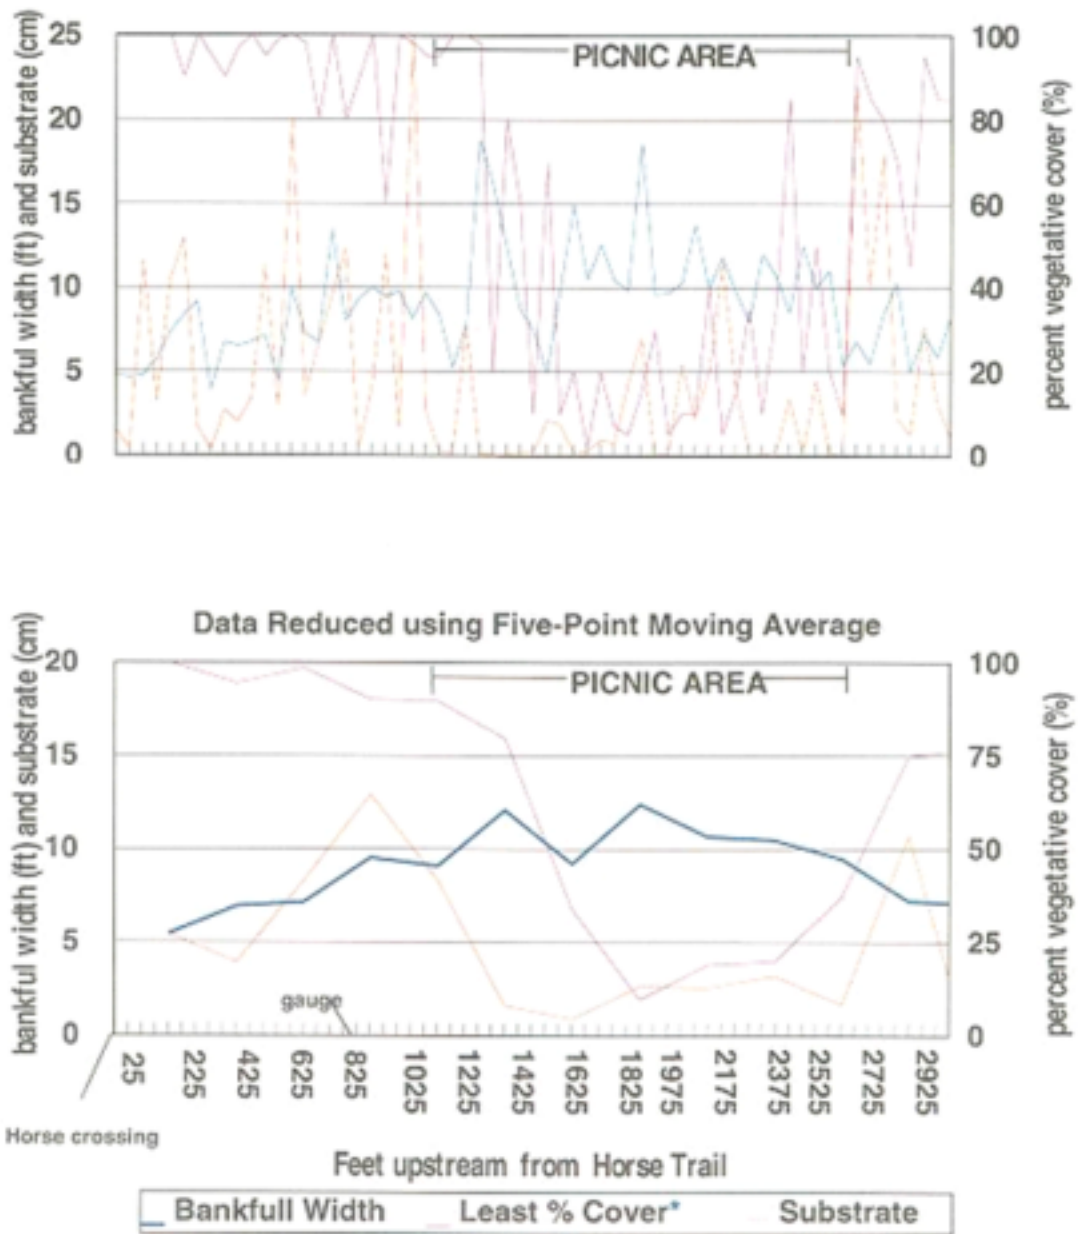 bankful width (ft) and substrate (cm)
25
20
15
10
5
0
PICNIC AREA
100
80
60
40
20
0
percent vegetative cover (%)
Data Reduced using Five-Point Moving Average
bankful width (ft) and substrate (cm)
20
15
10
5
0
PICNIC AREA
gauge
100
75
50
25
0
percent vegetative cover (%)
25 225 425 625 825 1025 1225 1425 1625 1825 1975 2175 2375 2525 2725 2925
Horse crossing
Feet upstream from Horse Trail
Bankfull Width Least % Cover* Substrate